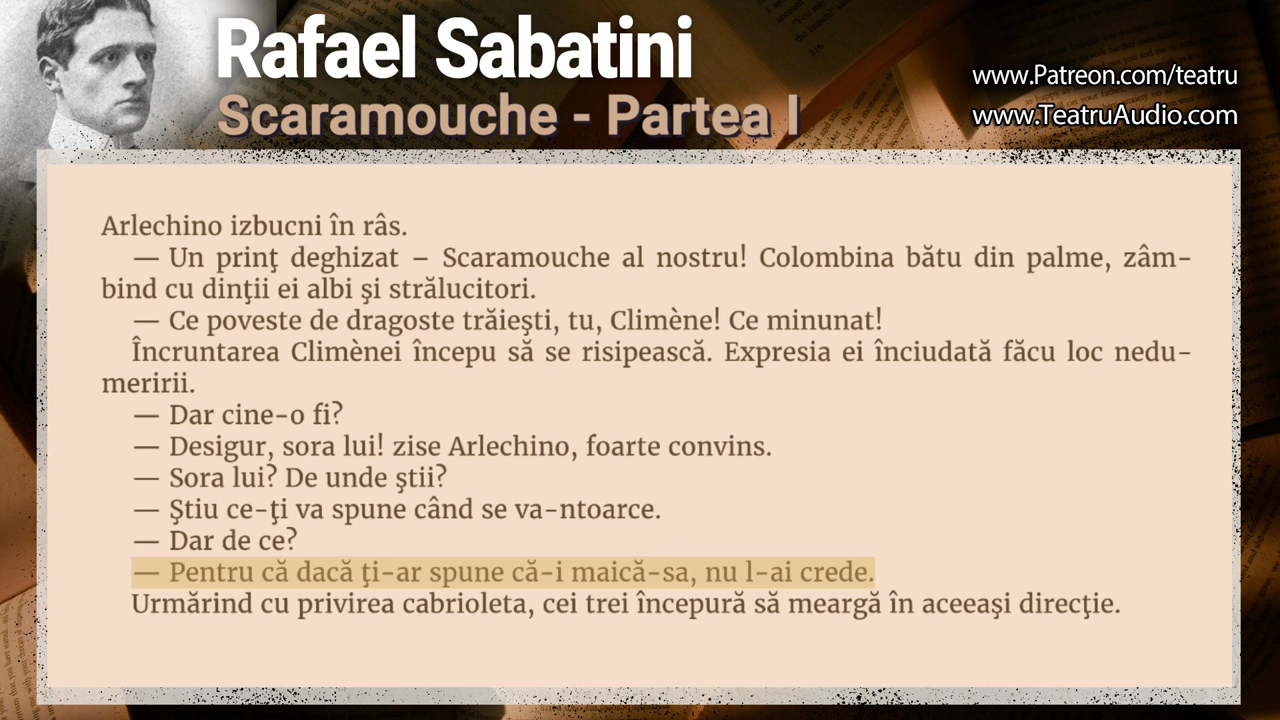 Rafael Sabatini
Scaramouche - Partea I
www.Patreon.com/teatru
www.TeatruAudio.com
Arlechino izbucni în râs.
— Un prinţ deghizat – Scaramouche al nostru! Colombina bătu din palme, zâm-
bind cu dinţii ei albi şi strălucitori.
— Ce poveste de dragoste trăieşti, tu, Climène! Ce minunat!
Încruntarea Climènei începu să se risipească. Expresia ei înciudată făcu loc nedu-
meririi.
— Dar cine-o fi?
— Desigur, sora lui! zise Arlechino, foarte convins.
— Sora lui? De unde ştii?
— Ştiu ce-ţi va spune când se va-ntoarce.
— Dar de ce?
— Pentru că dacă ţi-ar spune că-i maică-sa, nu l-ai crede.
Urmărind cu privirea cabrioleta, cei trei începură să meargă în aceeaşi direcţie.